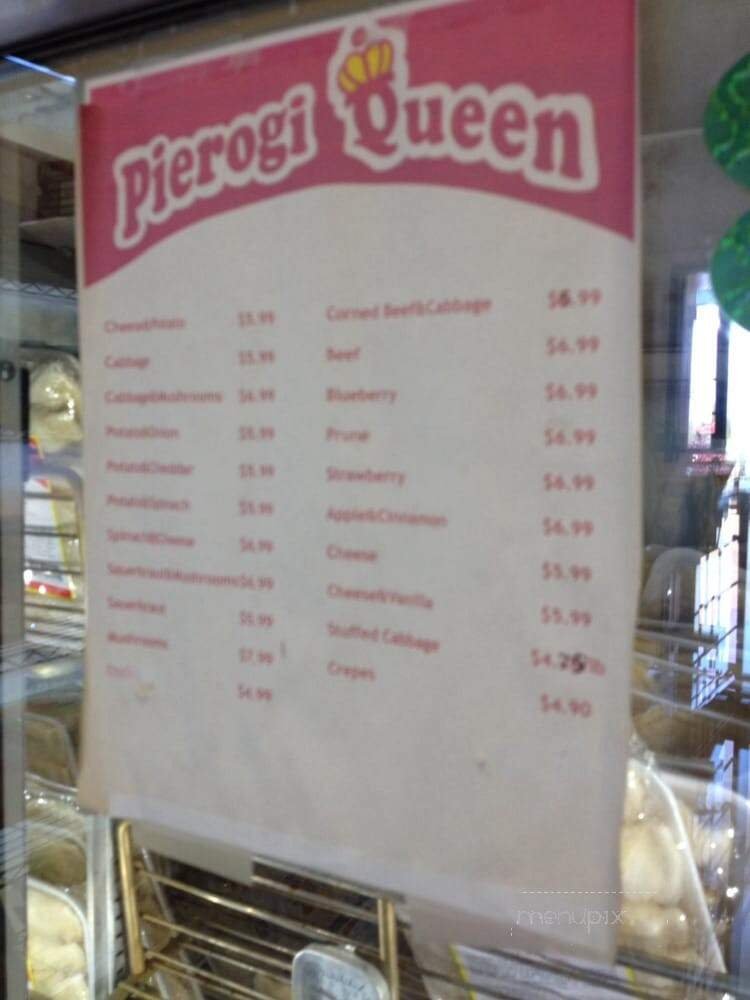 Pierogi Queen
Cheese&Potato $5.99
Cabbage $5.99
Cabbage&Mushrooms $6.99
Potato&Onion $5.99
Potato&Cheddar $5.99
Potato&Spinach $5.99
Spinach&Cheese $6.99
Sauerkraut&Mushrooms $6.99
Sauerkraut $5.99
Mushrooms $7.99
$6.99
Corned Beef&Cabbage $6.99
Beef $6.99
Blueberry $6.99
Prune $6.99
Strawberry $6.99
Apple&Cinnamon $6.99
Cheese $5.99
Cheese&Vanilla $5.99
Stuffed Cabbage $4.75lb
Crepes $4.90
menupix